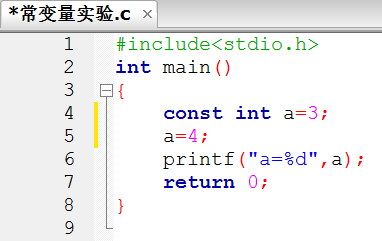 *常变量实验.c ×
1 #include<stdio.h>
2 int main()
3 {
4 const int a=3;
5 a=4;
6 printf("a=%d",a);
7 return 0;
8 }
9